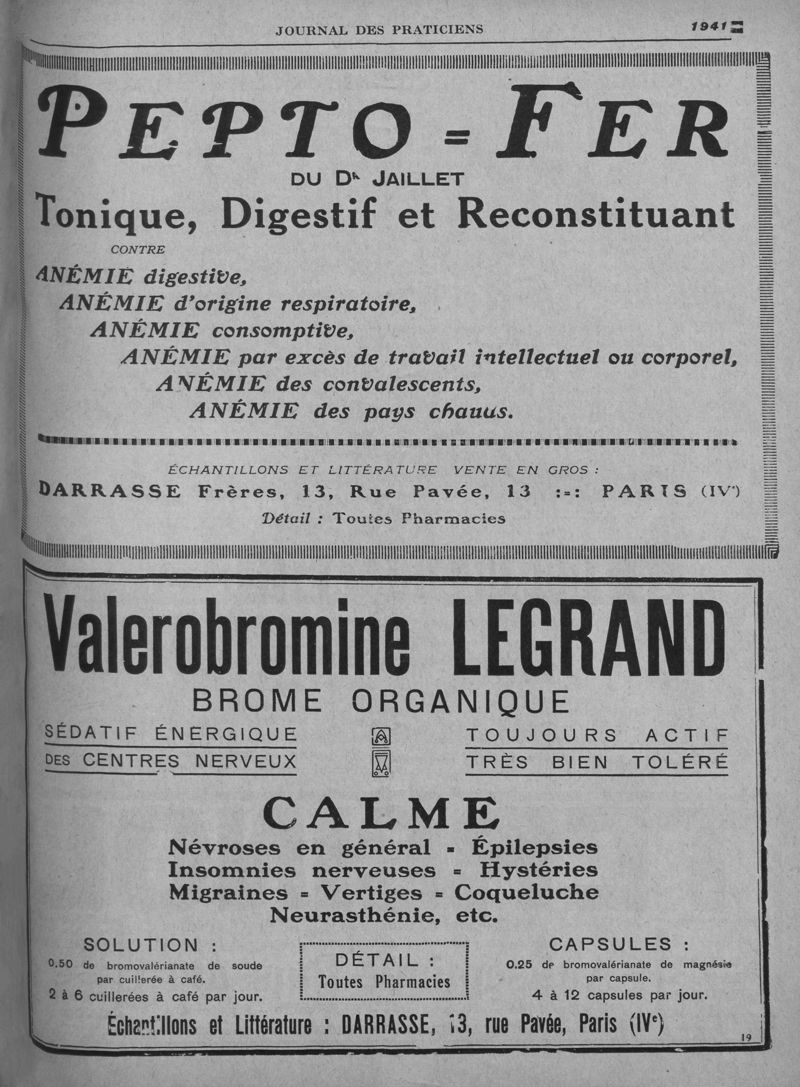 JOURNAL DES PRATICIENS
1941
PEPTO = FER
DU Dr JAILLET
Tonique, Digestif et Reconstituant
CONTRE
ANÉMIE digestive,
ANÉMIE d'origine respiratoire,
ANÉMIE consomptive,
ANÉMIE par excès de travail intellectuel ou corporel,
ANÉMIE des convalescents,
ANÉMIE des pays chauus.
ÉCHANTILLONS ET LITTÉRATURE VENTE EN GROS :
DARRASSE Frères, 13, Rue Pavée, 13 :=: PARIS (IVe)
Détail : Toutes Pharmacies
Valerobromine LEGRAND
BROME ORGANIQUE
SÉDATIF ÉNERGIQUE
DES CENTRES NERVEUX
TOUJOURS ACTIF
TRÈS BIEN TOLÉRÉ
CALME
Névroses en général = Épilepsies
Insomnies nerveuses = Hystéries
Migraines = Vertiges = Coqueluche
Neurasthénie, etc.
SOLUTION :
0.50 de bromovalérianate de soude
par cuillerée à café.
2 à 6 cuillerées à café par jour.
DÉTAIL :
Toutes Pharmacies
CAPSULES :
0.25 de bromovalérianate de magnésie
par capsule.
4 à 12 capsules par jour.
Échantillons et Littérature : DARRASSE, 13, rue Pavée, Paris (IVe)
19